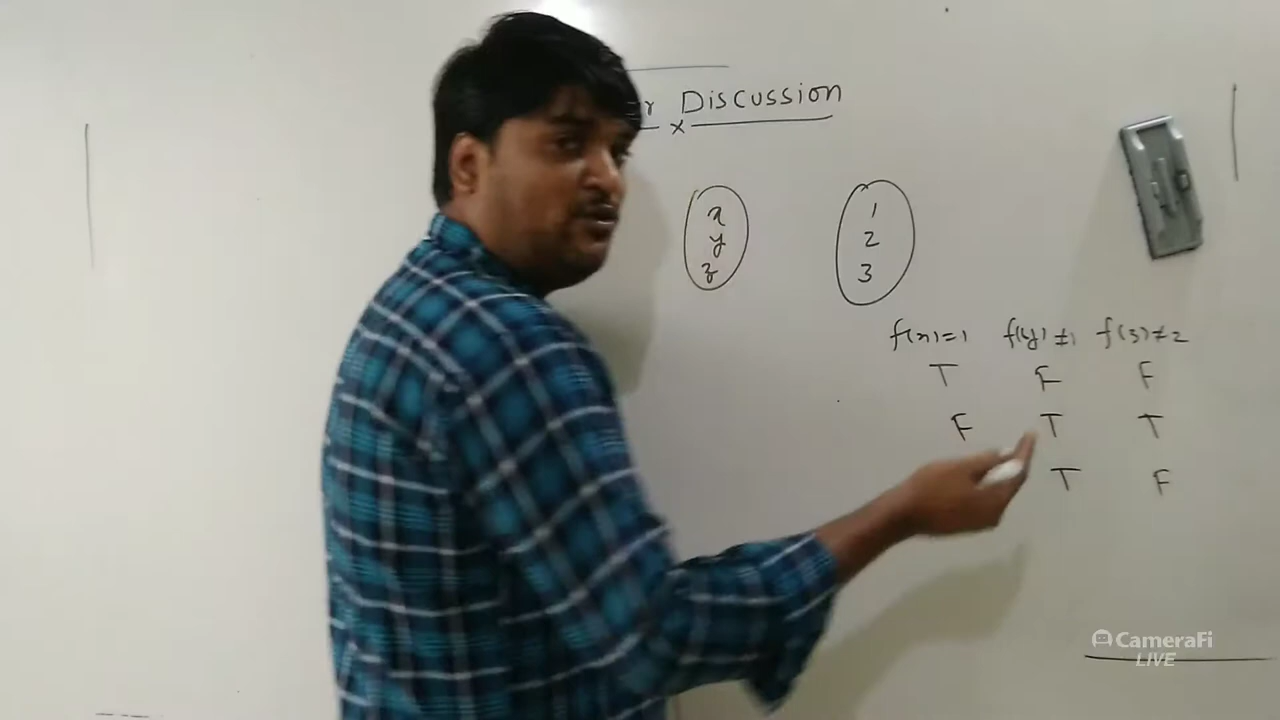 Discussion
x
x 1
y 2
z 3
f(x)=1 f(y)≠1 f(z)≠2
T F F
F T T
T F
CameraFi
LIVE